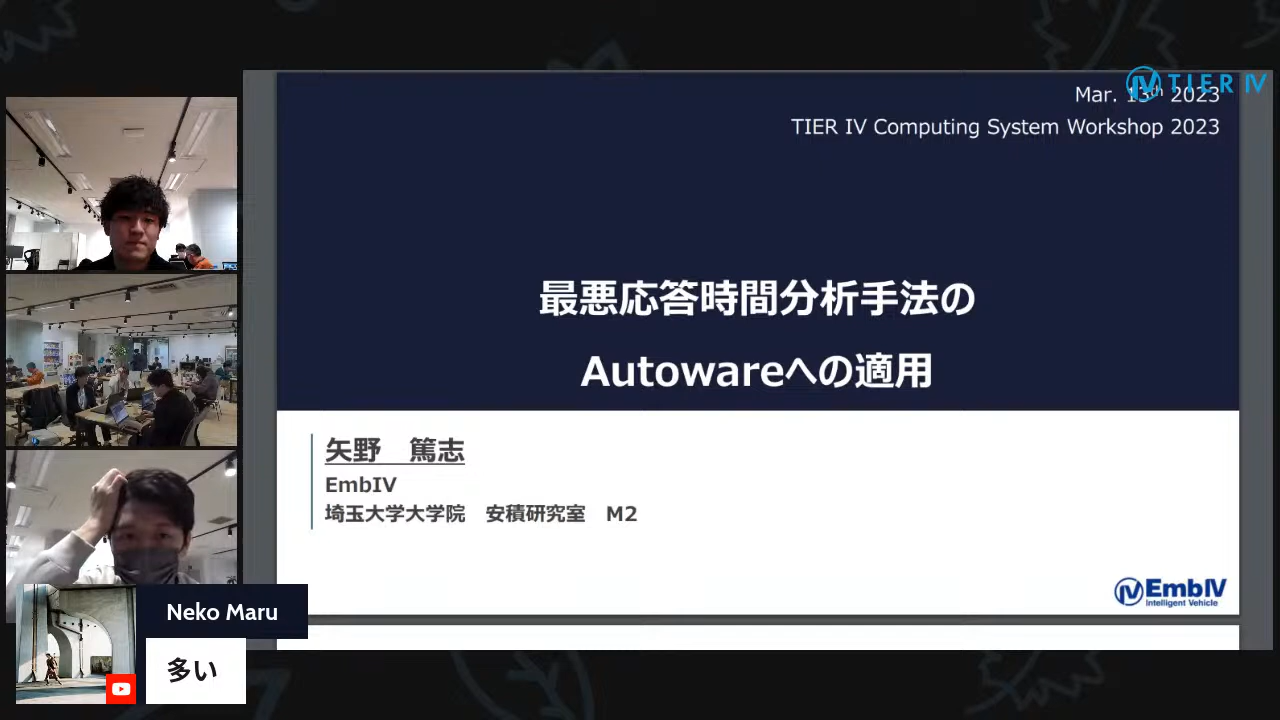 TIER IV
Mar. 13th 2023
TIER IV Computing System Workshop 2023
最悪応答時間分析手法の
Autowareへの適用
矢野　篤志
EmbIV
埼玉大学大学院　安積研究室　M2
EmbIV
Intelligent Vehicle
Neko Maru
多い